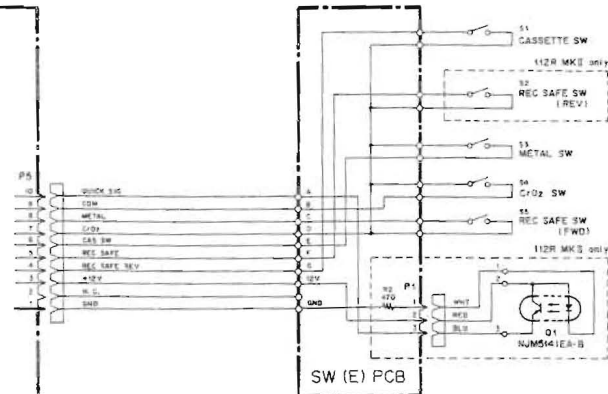 S1
CASSETTE SW
112R MKII only
S2
REC SAFE SW
(REV)
S3
METAL SW
S4
CrO2 SW
S5
REC SAFE SW
(FWD)
112R MKII only
P5
10
9
8
7
6
5
4
3
2
1
QUICK SIG
COM
METAL
CrO2
CAS SW
REC SAFE
REC SAFE REV
+12V
N.C.
GND
A
B
C
D
E
F
G
12V
GND
R2
470
P1
1
2
3
WHT
RED
BLU
1
2
3
Q1
NJM5141EA-B
SW (E) PCB